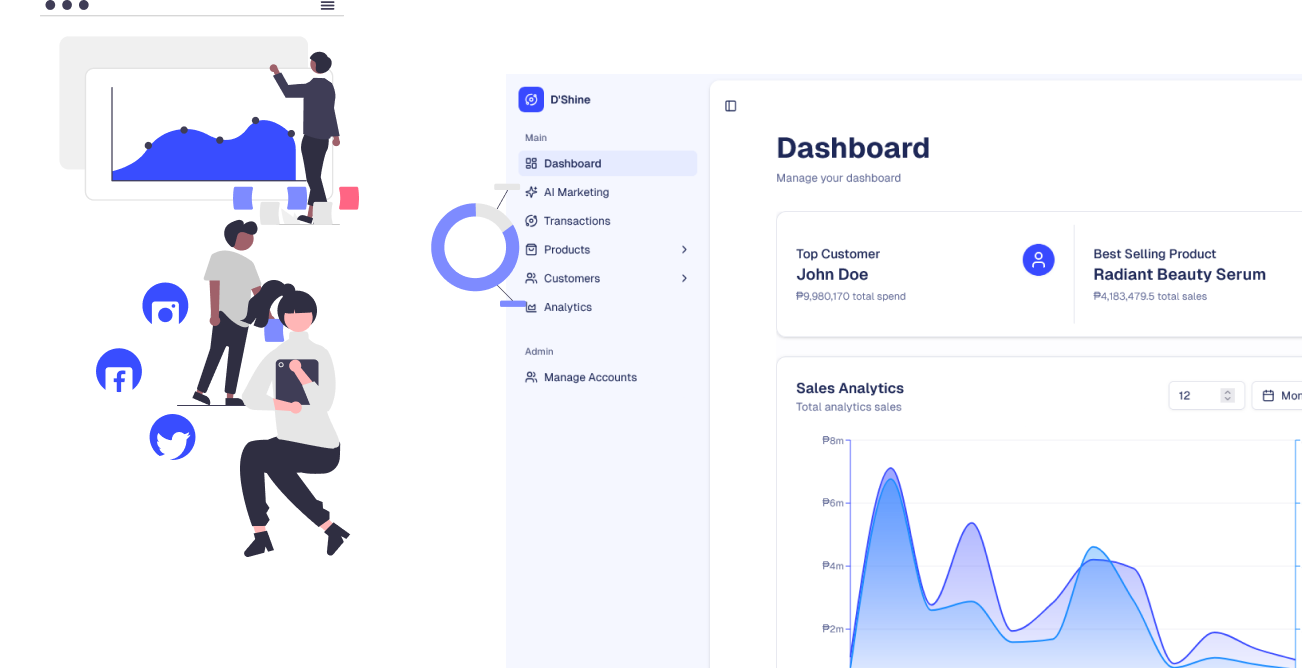 D'Shine
Main
Dashboard
AI Marketing
Transactions
Products
Customers
Analytics
Admin
Manage Accounts
Dashboard
Manage your dashboard
Top Customer
John Doe
₱9,980,170 total spend
Best Selling Product
Radiant Beauty Serum
₱4,183,479.5 total sales
Sales Analytics
Total analytics sales
12
₱8m
₱6m
₱4m
₱2m